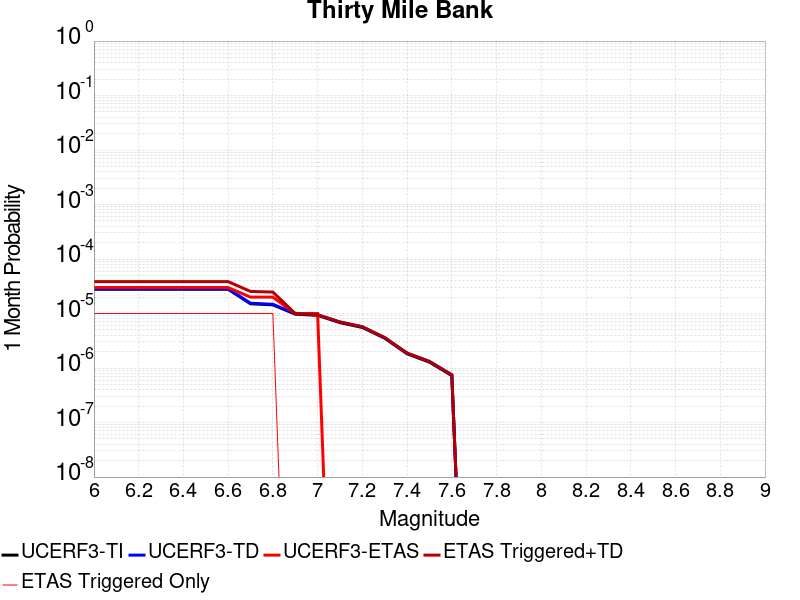 Thirty Mile Bank
10^0
10^-1
10^-2
10^-3
10^-4
10^-5
10^-6
10^-7
10^-8
1 Month Probability
6 6.2 6.4 6.6 6.8 7 7.2 7.4 7.6 7.8 8 8.2 8.4 8.6 8.8 9
Magnitude
UCERF3-TI UCERF3-TD UCERF3-ETAS ETAS Triggered+TD
ETAS Triggered Only